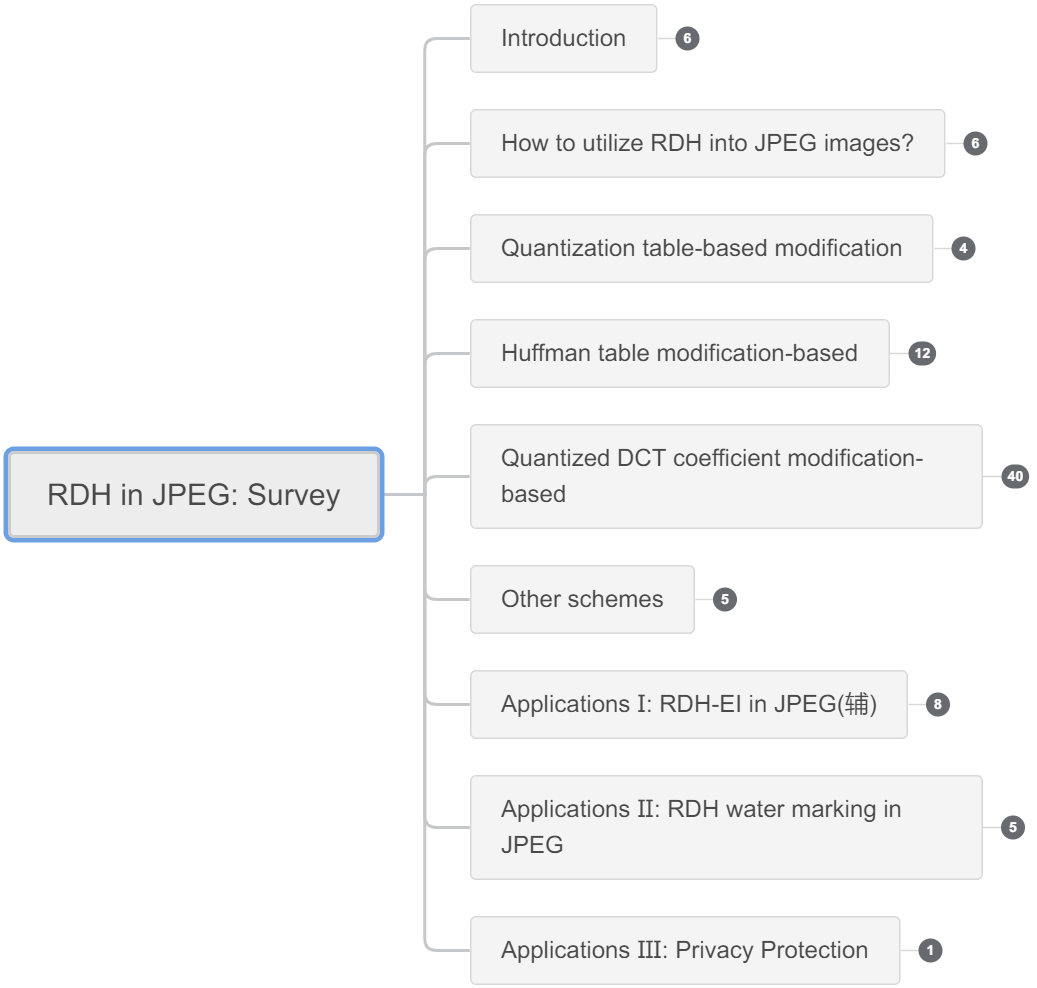 Introduction
6
How to utilize RDH into JPEG images?
6
Quantization table-based modification
4
Huffman table modification-based
12
Quantized DCT coefficient modification-
based
40
RDH in JPEG: Survey
Other schemes
5
Applications Ⅰ: RDH-EI in JPEG(辅)
8
Applications Ⅱ: RDH water marking in
JPEG
5
Applications Ⅲ: Privacy Protection
1